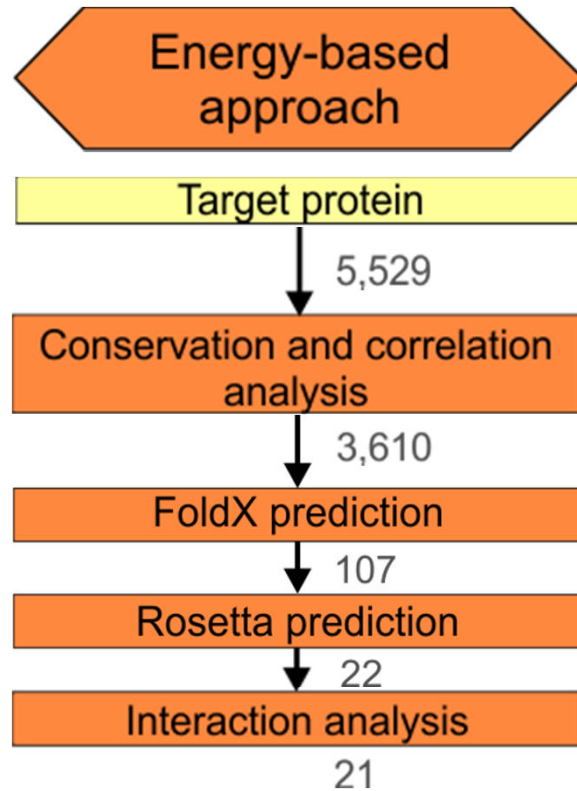 Energy-based
approach
Target protein
5,529
Conservation and correlation
analysis
3,610
FoldX prediction
107
Rosetta prediction
22
Interaction analysis
21